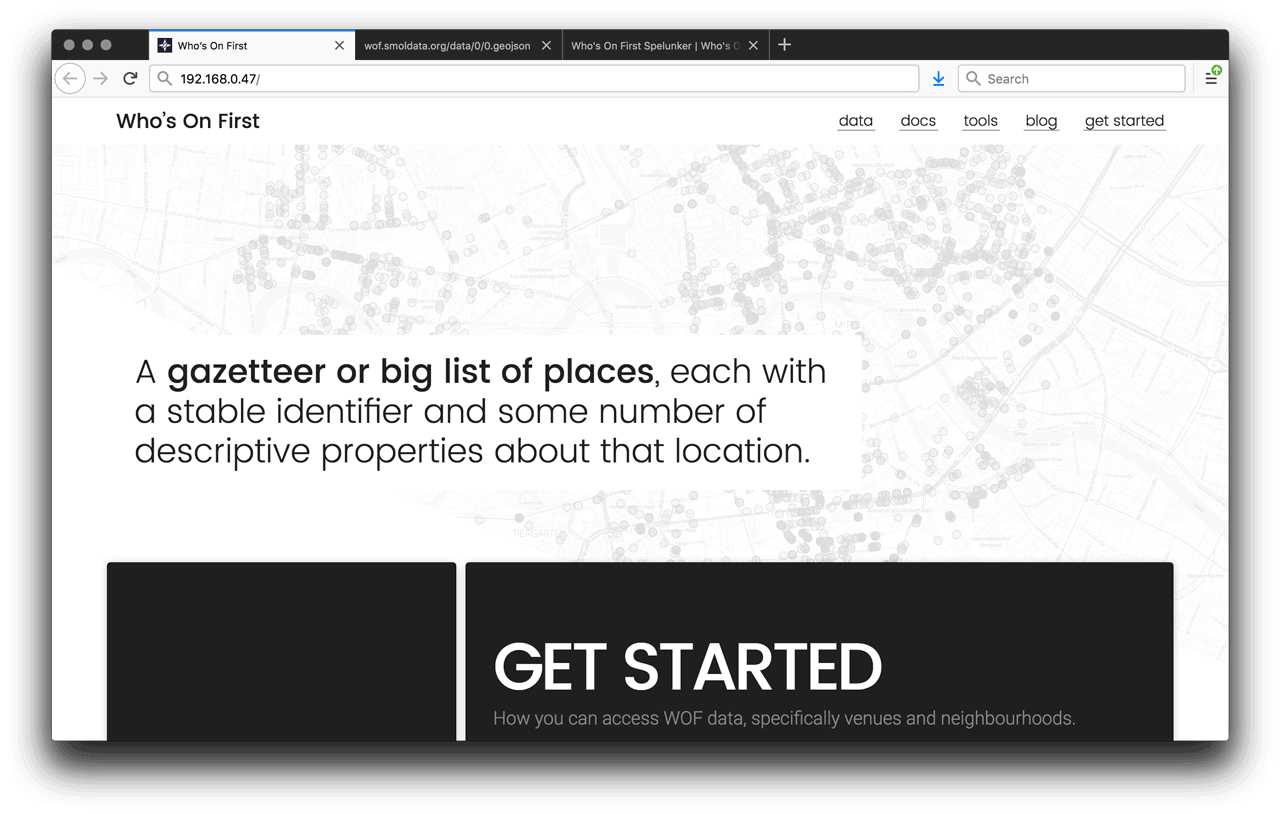 Who's On First
wof.smoldata.org/data/0/0.geojson
Who's On First Spelunker | Who's O
192.168.0.47/
Search
Who's On First
data
docs
tools
blog
get started
MITTE
A gazetteer or big list of places, each with
a stable identifier and some number of
descriptive properties about that location.
TIERGARTEN
GET STARTED
How you can access WOF data, specifically venues and neighbourhoods.